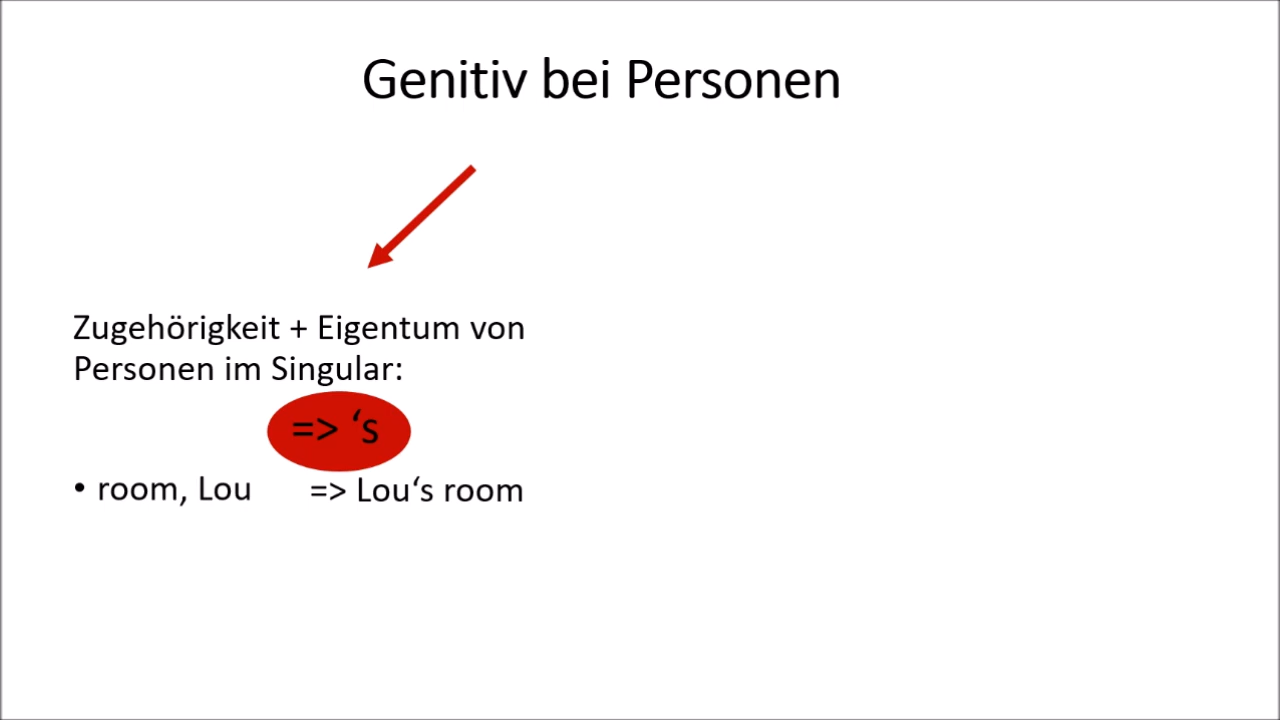 Genitiv bei Personen
Zugehörigkeit + Eigentum von
Personen im Singular:
=> ‘s
• room, Lou => Lou‘s room